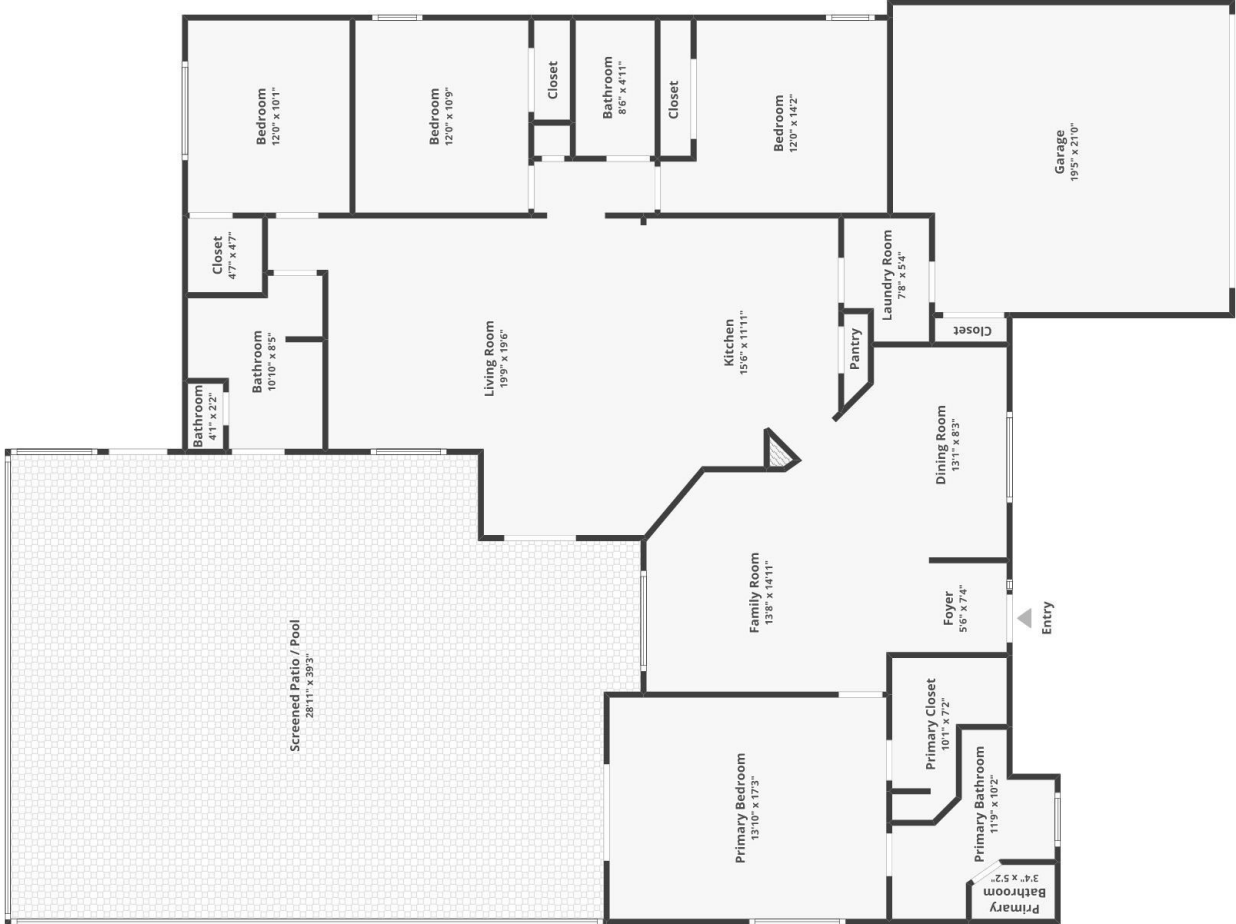 Bedroom
12'0" x 10'1"
Bedroom
12'0" x 10'9"
Closet
Bathroom
8'6" x 4'11"
Closet
Bedroom
12'0" x 14'2"
Garage
19'5" x 21'0"
Closet
4'7" x 4'7"
Bathroom
10'10" x 8'5"
Bathroom
4'1" x 2'2"
Living Room
19'9" x 19'6"
Kitchen
15'6" x 11'11"
Laundry Room
7'8" x 5'4"
Pantry
Closet
Dining Room
13'1" x 8'3"
Family Room
13'8" x 14'11"
Foyer
5'6" x 7'4"
Entry
Screened Patio / Pool
28'11" x 39'3"
Primary Bedroom
13'10" x 17'3"
Primary Closet
10'1" x 7'2"
Primary Bathroom
11'9" x 10'2"
Primary
Bathroom
3'4" x 5'2"